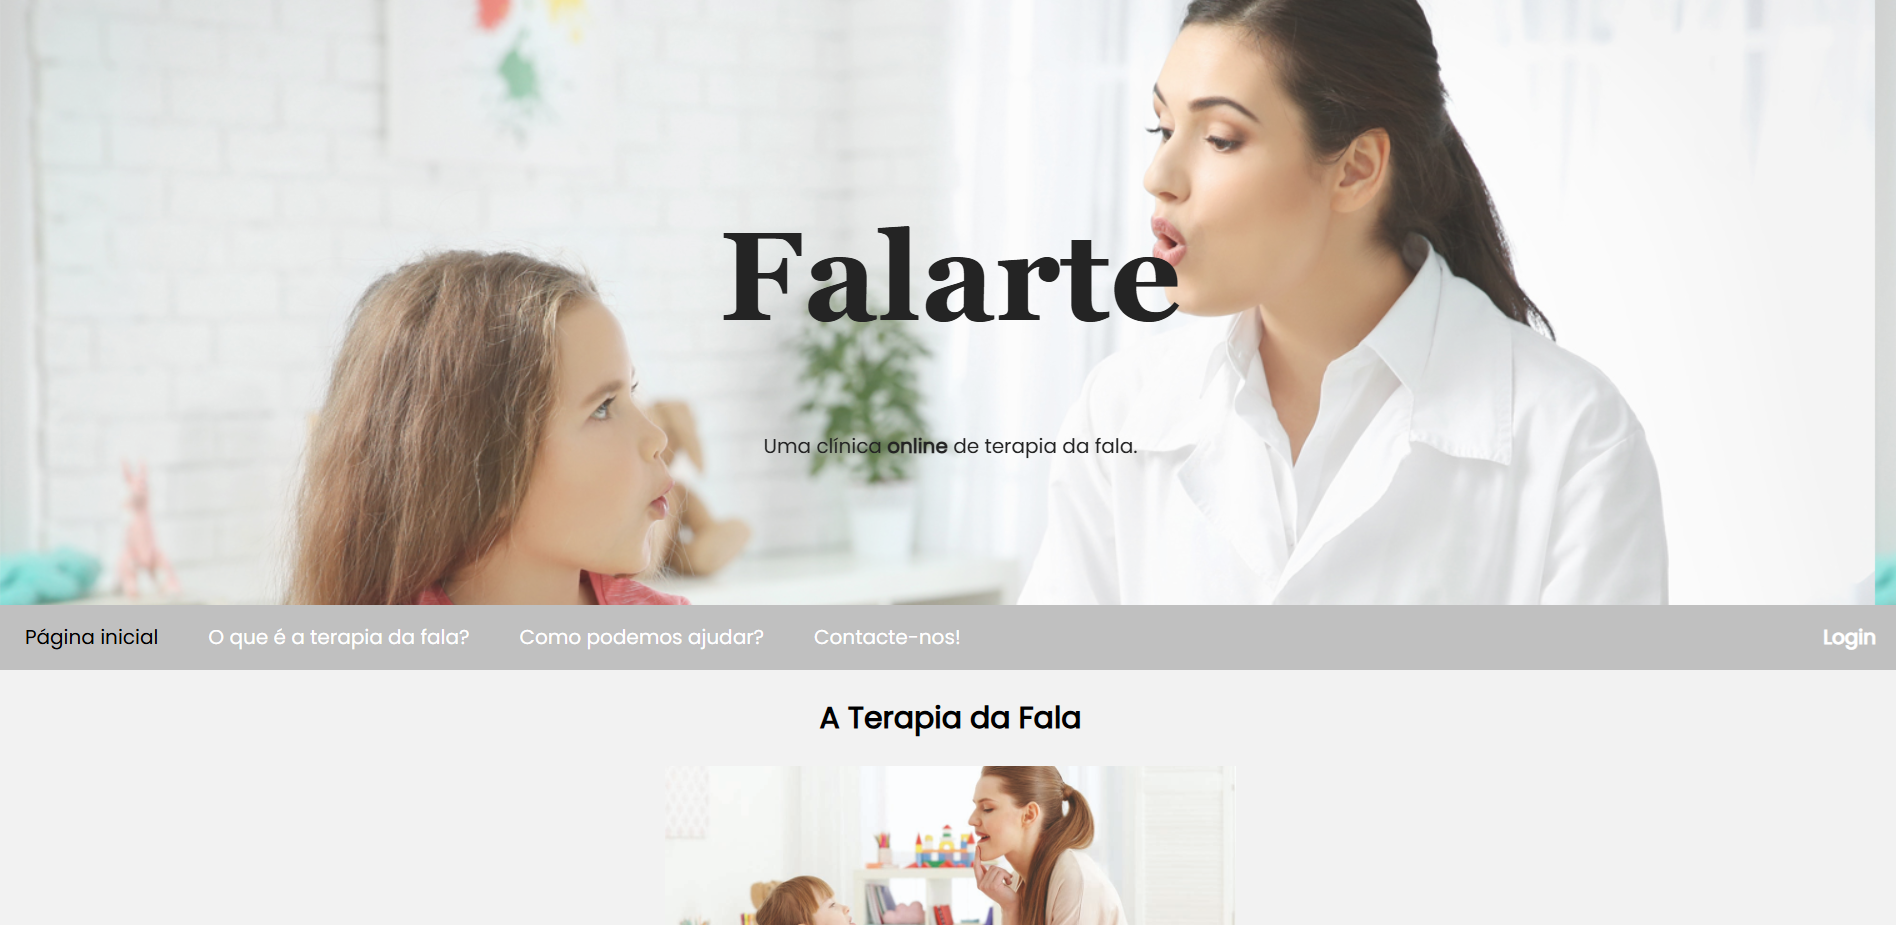 Falarte
Uma clínica online de terapia da fala.
Página inicial O que é a terapia da fala? Como podemos ajudar? Contacte-nos! Login
A Terapia da Fala